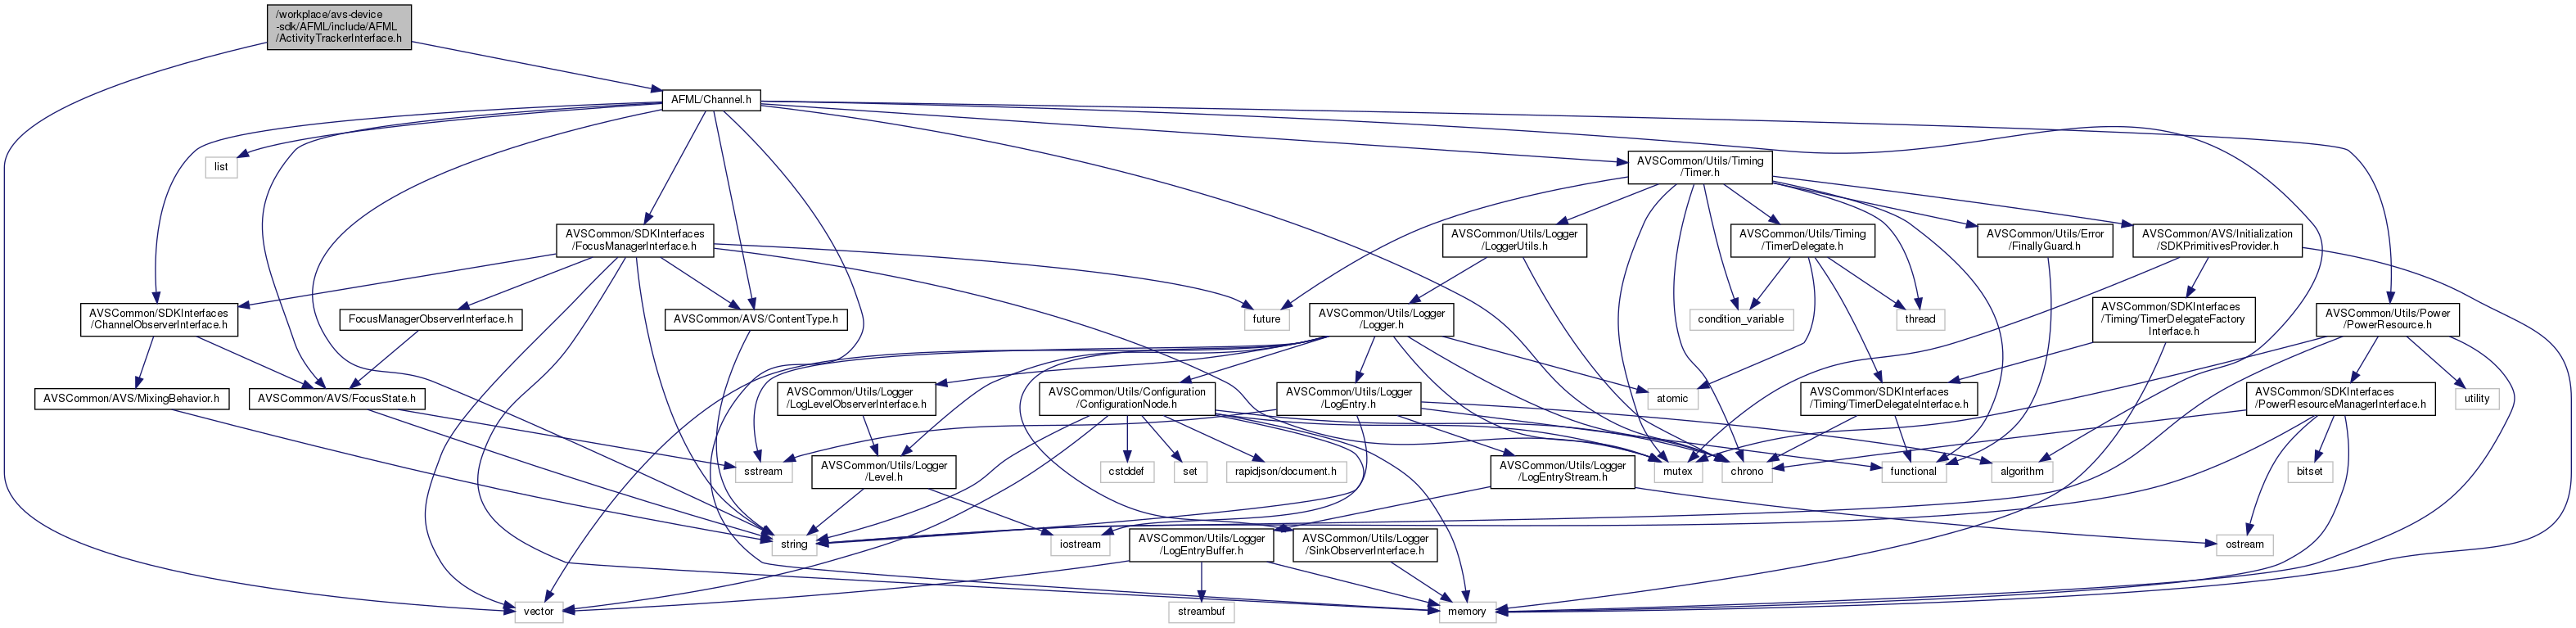 /workplace/avs-device
-sdk/AFML/include/AFML
/ActivityTrackerInterface.h
AFML/Channel.h
list
AVSCommon/Utils/Timing
/Timer.h
AVSCommon/SDKInterfaces
/FocusManagerInterface.h
AVSCommon/Utils/Logger
/LoggerUtils.h
AVSCommon/Utils/Timing
/TimerDelegate.h
AVSCommon/Utils/Error
/FinallyGuard.h
AVSCommon/AVS/Initialization
/SDKPrimitivesProvider.h
AVSCommon/SDKInterfaces
/ChannelObserverInterface.h
FocusManagerObserverInterface.h
AVSCommon/AVS/ContentType.h
future
AVSCommon/Utils/Logger
/Logger.h
condition_variable
thread
AVSCommon/SDKInterfaces
/Timing/TimerDelegateFactory
Interface.h
AVSCommon/Utils/Power
/PowerResource.h
AVSCommon/AVS/MixingBehavior.h
AVSCommon/AVS/FocusState.h
AVSCommon/Utils/Logger
/LogLevelObserverInterface.h
AVSCommon/Utils/Configuration
/ConfigurationNode.h
AVSCommon/Utils/Logger
/LogEntry.h
atomic
AVSCommon/SDKInterfaces
/Timing/TimerDelegateInterface.h
AVSCommon/SDKInterfaces
/PowerResourceManagerInterface.h
utility
sstream
AVSCommon/Utils/Logger
/Level.h
cstddef
set
rapidjson/document.h
AVSCommon/Utils/Logger
/LogEntryStream.h
mutex
chrono
functional
algorithm
bitset
string
iostream
AVSCommon/Utils/Logger
/LogEntryBuffer.h
AVSCommon/Utils/Logger
/SinkObserverInterface.h
ostream
vector
streambuf
memory